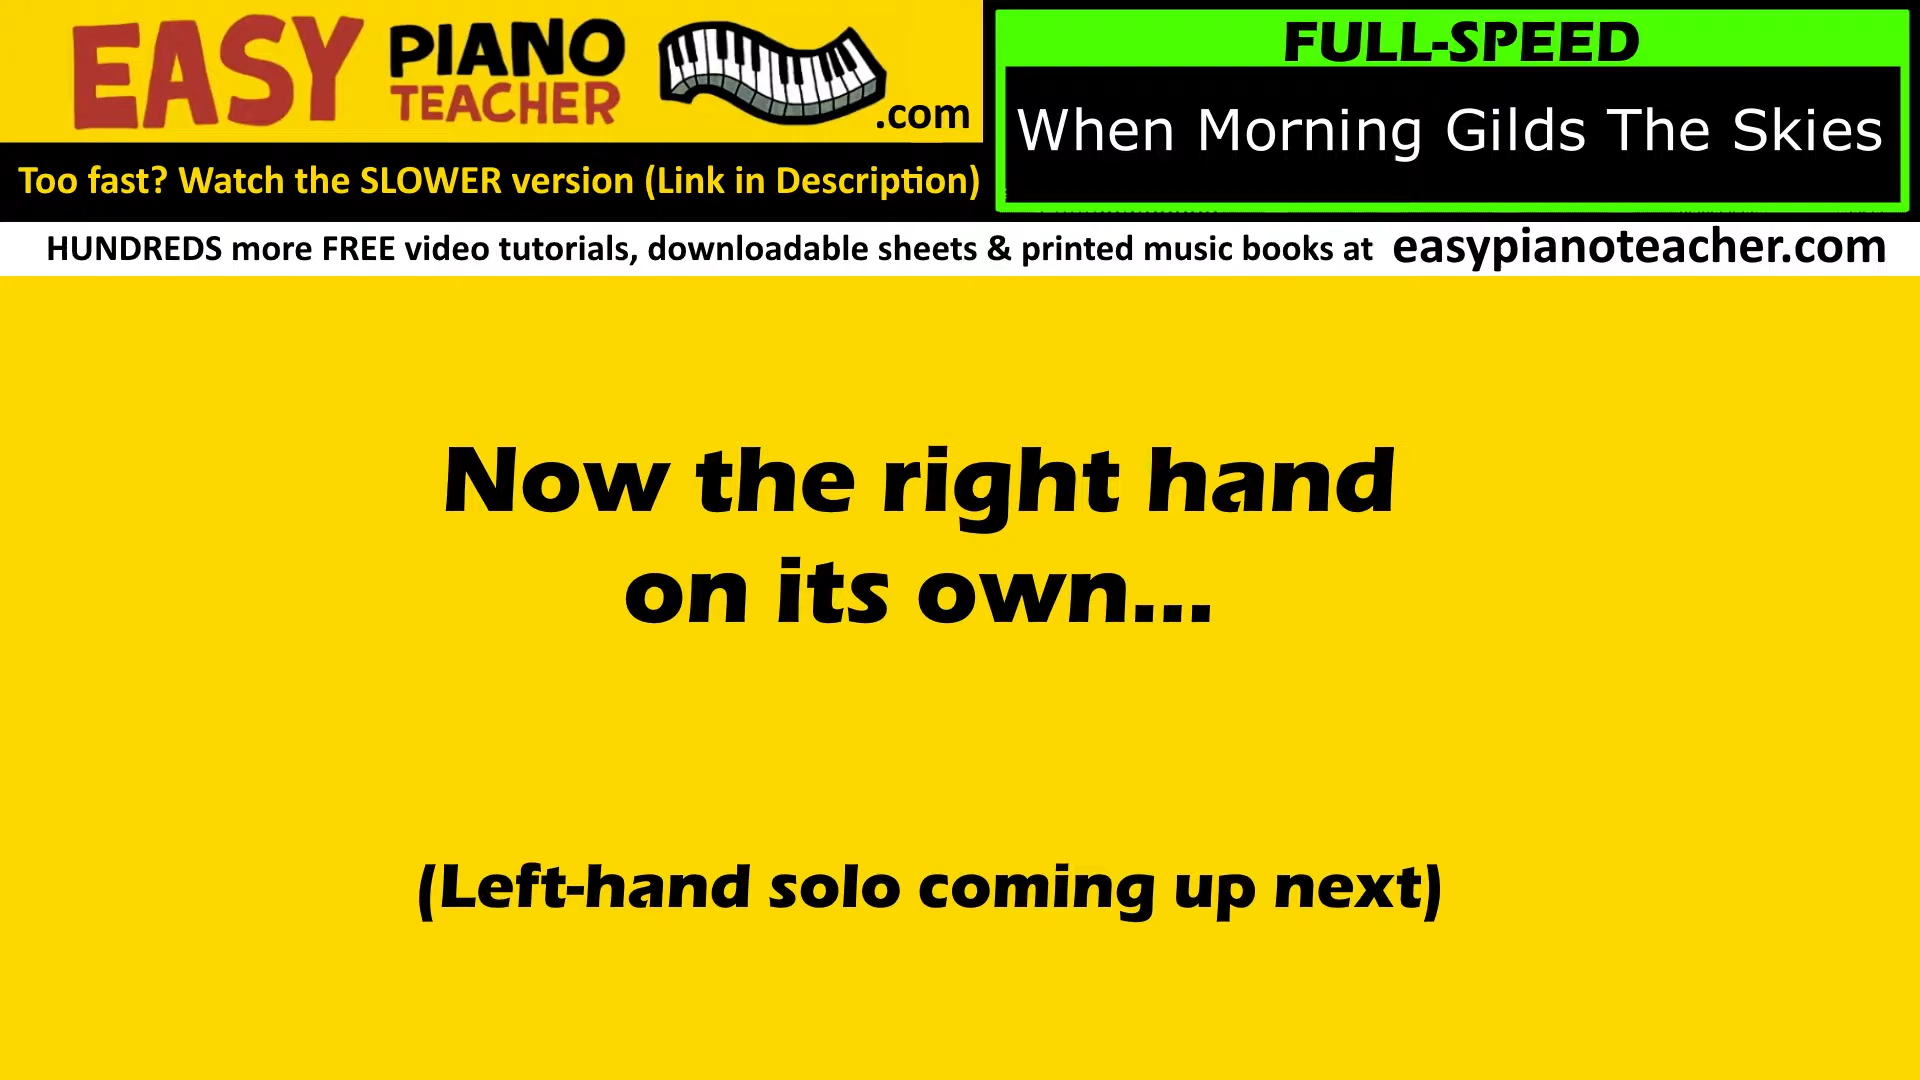 EASY PIANO TEACHER .com
FULL-SPEED
When Morning Gilds The Skies
Too fast? Watch the SLOWER version (Link in Description)
HUNDREDS more FREE video tutorials, downloadable sheets & printed music books at easypianoteacher.com
Now the right hand
on its own...
(Left-hand solo coming up next)